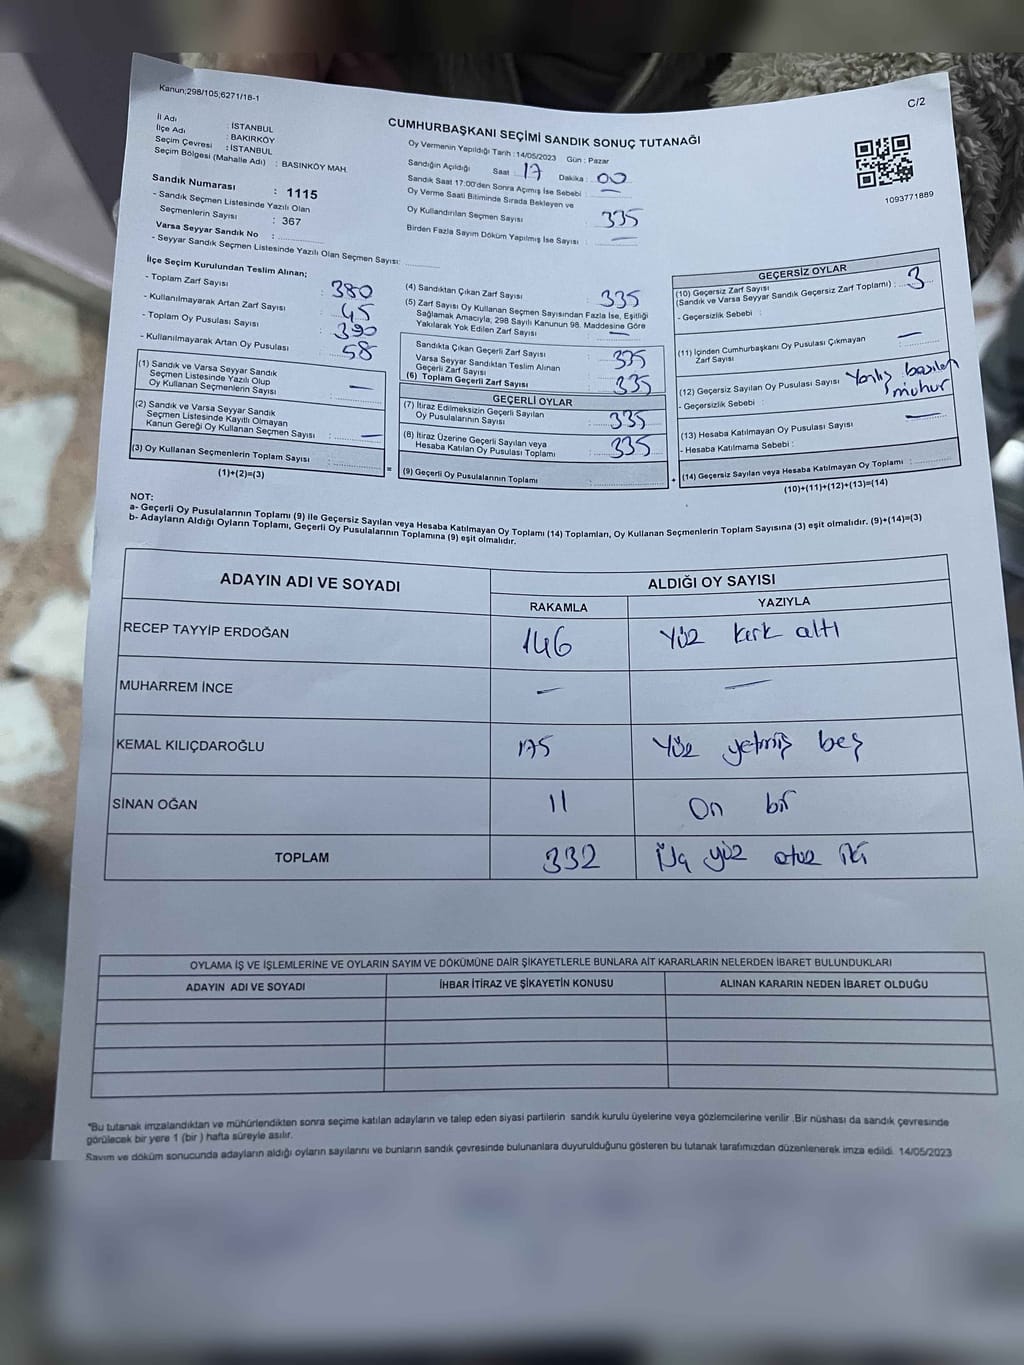 Kanun;298/105,6271/18-1
C/2
CUMHURBAŞKANI SEÇİMİ SANDIK SONUÇ TUTANAĞI
İl Adı : İSTANBUL
İlçe Adı : BAKIRKÖY
Seçim Çevresi : İSTANBUL
Seçim Bölgesi (Mahalle Adı) : BASINKÖY MAH.
Sandık Numarası : 1115
- Sandık Seçmen Listesinde Yazılı Olan
Seçmenlerin Sayısı : 367
Varsa Seyyar Sandık No :
- Seyyar Sandık Seçmen Listesinde Yazılı Olan Seçmen Sayısı:
Oy Vermenin Yapıldığı Tarih : 14/05/2023 Gün : Pazar
Sandığın Açıldığı Saat : 17 Dakika : 00
Sandık Saat 17:00'den Sonra Açımış İse Sebebi : —
Oy Verme Saati Bitiminde Sırada Bekleyen ve
Oy Kullandırılan Seçmen Sayısı : 335
Birden Fazla Sayım Döküm Yapılmış İse Sayısı : —
1093771889
İlçe Seçim Kurulundan Teslim Alınan;
- Toplam Zarf Sayısı : 380
- Kullanılmayarak Artan Zarf Sayısı : 45
- Toplam Oy Pusulası Sayısı : 390
- Kullanılmayarak Artan Oy Pusulası : 58
(1) Sandık ve Varsa Seyyar Sandık
Seçmen Listesinde Yazılı Olup
Oy Kullanan Seçmenlerin Sayısı : —
(2) Sandık ve Varsa Seyyar Sandık
Seçmen Listesinde Kayıtlı Olmayan
Kanun Gereği Oy Kullanan Seçmen Sayısı : —
(3) Oy Kullanan Seçmenlerin Toplam Sayısı :
(1)+(2)=(3)
=
(4) Sandıktan Çıkan Zarf Sayısı : 335
(5) Zarf Sayısı Oy Kullanan Seçmen Sayısından Fazla İse, Eşitliği
Sağlamak Amacıyla, 298 Sayılı Kanunun 98. Maddesine Göre
Yakılarak Yok Edilen Zarf Sayısı : —
Sandıkta Çıkan Geçerli Zarf Sayısı : 335
Varsa Seyyar Sandıktan Teslim Alınan
Geçerli Zarf Sayısı
(6) Toplam Geçerli Zarf Sayısı : 335
GEÇERLİ OYLAR
(7) İtiraz Edilmeksizin Geçerli Sayılan
Oy Pusulalarının Sayısı : 335
(8) İtiraz Üzerine Geçerli Sayılan veya
Hesaba Katılan Oy Pusulası Toplamı : 335
(9) Geçerli Oy Pusulalarının Toplamı :
+
GEÇERSİZ OYLAR
(10) Geçersiz Zarf Sayısı
(Sandık ve Varsa Seyyar Sandık Geçersiz Zarf Toplamı) : 3
- Geçersizlik Sebebi :
(11) İçinden Cumhurbaşkanı Oy Pusulası Çıkmayan
Zarf Sayısı : —
(12) Geçersiz Sayılan Oy Pusulası Sayısı : Yanlış basılan
- Geçersizlik Sebebi : mühür
(13) Hesaba Katılmayan Oy Pusulası Sayısı : —
- Hesaba Katılmama Sebebi :
(14) Geçersiz Sayılan veya Hesaba Katılmayan Oy Toplamı :
(10)+(11)+(12)+(13)=(14)
NOT:
a- Geçerli Oy Pusulalarının Toplamı (9) ile Geçersiz Sayılan veya Hesaba Katılmayan Oy Toplamı (14) Toplamları, Oy Kullanan Seçmenlerin Toplam Sayısına (3) eşit olmalıdır. (9)+(14)=(3)
b- Adayların Aldığı Oyların Toplamı, Geçerli Oy Pusulalarının Toplamına (9) eşit olmalıdır.
ADAYIN ADI VE SOYADI ALDIĞI OY SAYISI
RAKAMLA YAZIYLA
RECEP TAYYİP ERDOĞAN 146 Yüz kırk altı
MUHARREM İNCE — —
KEMAL KILIÇDAROĞLU 175 Yüz yetmiş beş
SİNAN OĞAN 11 On bir
TOPLAM 332 Üç yüz otuz iki
OYLAMA İŞ VE İŞLEMLERİNE VE OYLARIN SAYIM VE DÖKÜMÜNE DAİR ŞİKAYETLERLE BUNLARA AİT KARARLARIN NELERDEN İBARET BULUNDUKLARI
ADAYIN ADI VE SOYADI İHBAR İTİRAZ VE ŞİKAYETİN KONUSU ALINAN KARARIN NEDEN İBARET OLDUĞU
*Bu tutanak imzalandıktan ve mühürlendikten sonra seçime katılan adayların ve talep eden siyasi partilerin sandık kurulu üyelerine veya gözlemcilerine verilir .Bir nüshası da sandık çevresinde
görülecek bir yere 1 (bir ) hafta süreyle asılır.
Sayım ve döküm sonucunda adayların aldığı oyların sayılarını ve bunların sandık çevresinde bulunanlara duyurulduğunu gösteren bu tutanak tarafımızdan düzenlenerek imza edildi. 14/05/2023